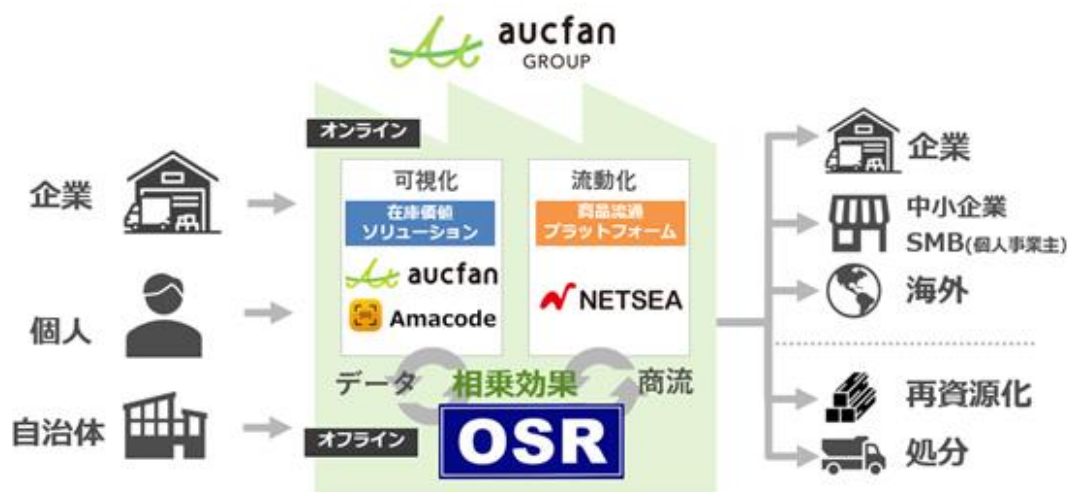 aucfan
GROUP
オンライン
企業
個人
自治体
可視化
在庫価値
ソリューション
aucfan
Amacode
流動化
商品流通
プラットフォーム
NETSEA
データ
相乗効果
商流
オフライン
OSR
企業
中小企業
SMB(個人事業主)
海外
再資源化
処分